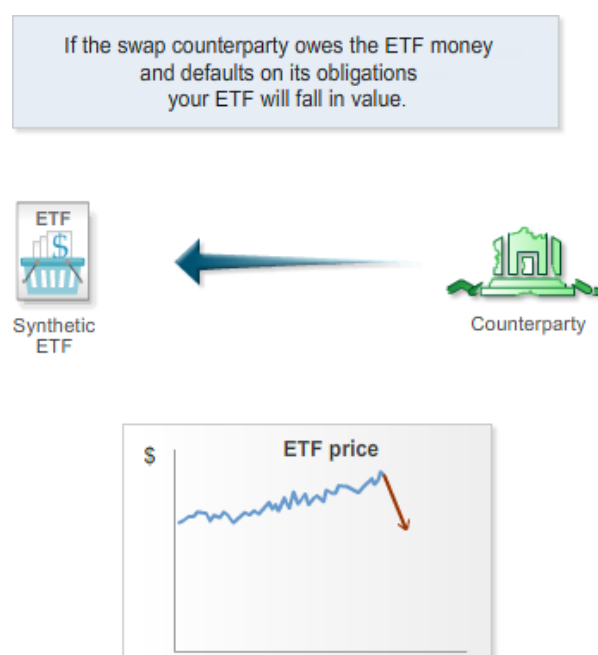 If the swap counterparty owes the ETF money
and defaults on its obligations
your ETF will fall in value.
ETF
$
Synthetic
ETF
Counterparty
ETF price
$